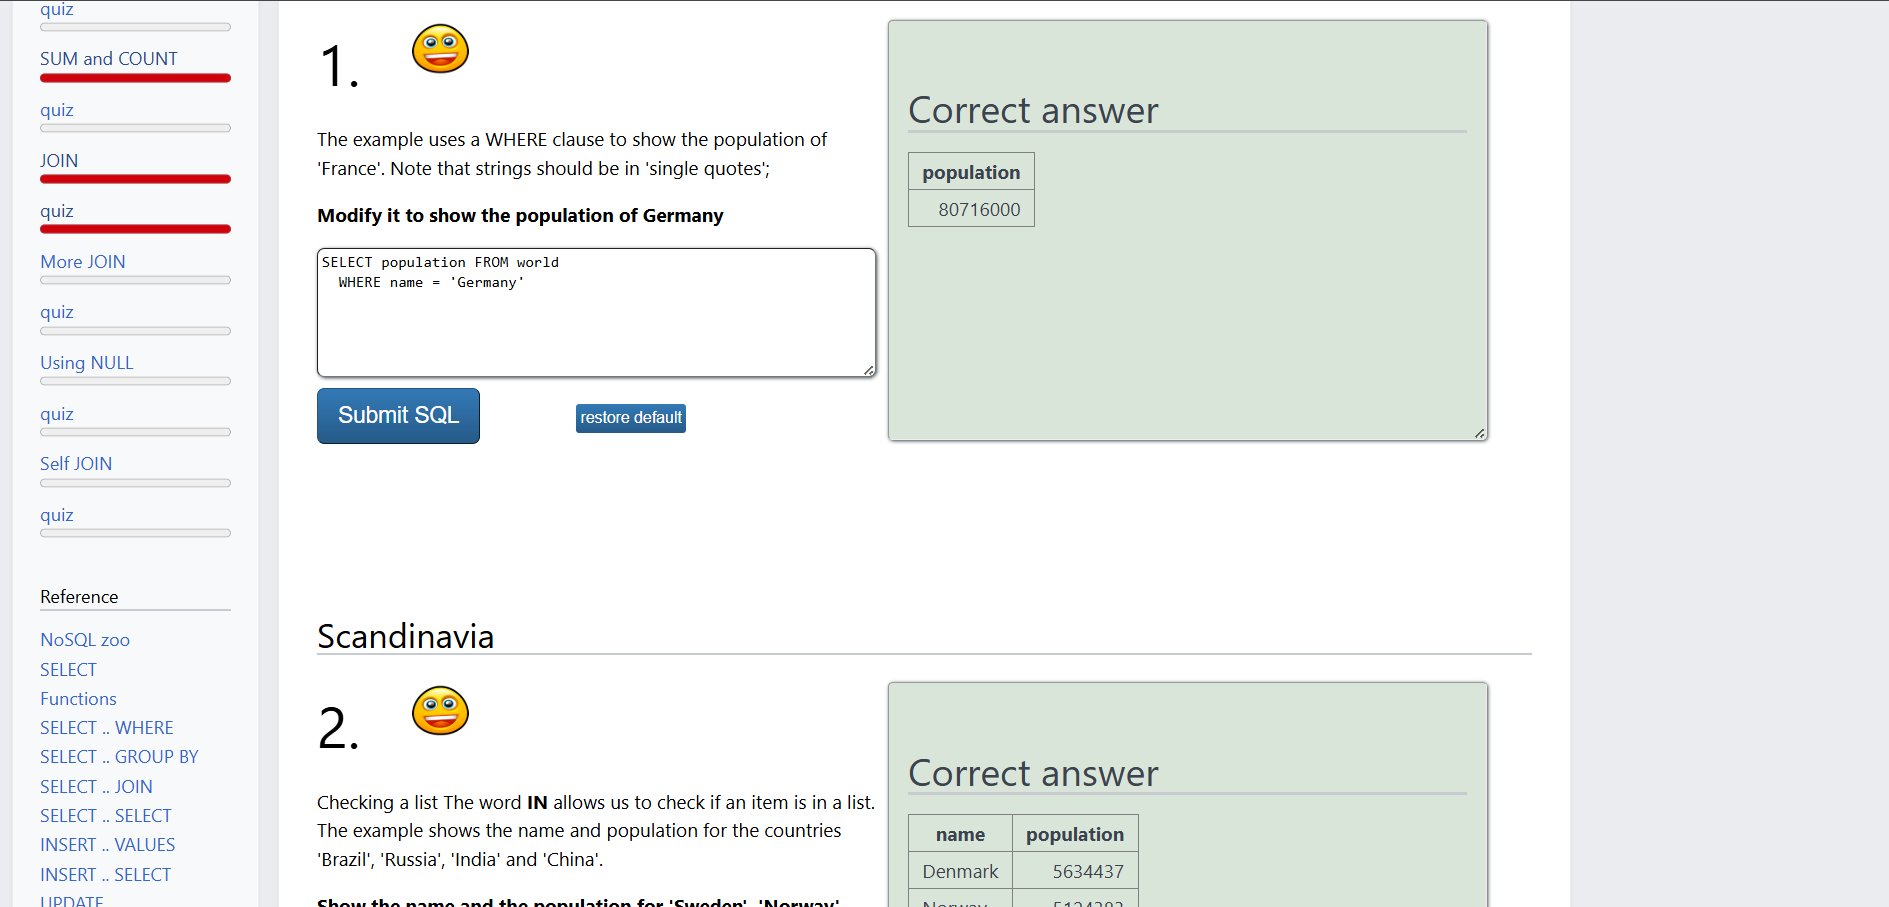 quiz
SUM and COUNT
quiz
JOIN
quiz
More JOIN
quiz
Using NULL
quiz
Self JOIN
quiz
Reference
NoSQL zoo
SELECT
Functions
SELECT .. WHERE
SELECT .. GROUP BY
SELECT .. JOIN
SELECT .. SELECT
INSERT .. VALUES
INSERT .. SELECT
UPDATE
1.
The example uses a WHERE clause to show the population of
'France'. Note that strings should be in 'single quotes';
Modify it to show the population of Germany
SELECT population FROM world
WHERE name = 'Germany'
Submit SQL
restore default
Correct answer
population
80716000
Scandinavia
2.
Checking a list The word IN allows us to check if an item is in a list.
The example shows the name and population for the countries
'Brazil', 'Russia', 'India' and 'China'.
Show the name and the population for 'Sweden', 'Norway'
Correct answer
name population
Denmark 5634437
Norway 5124383